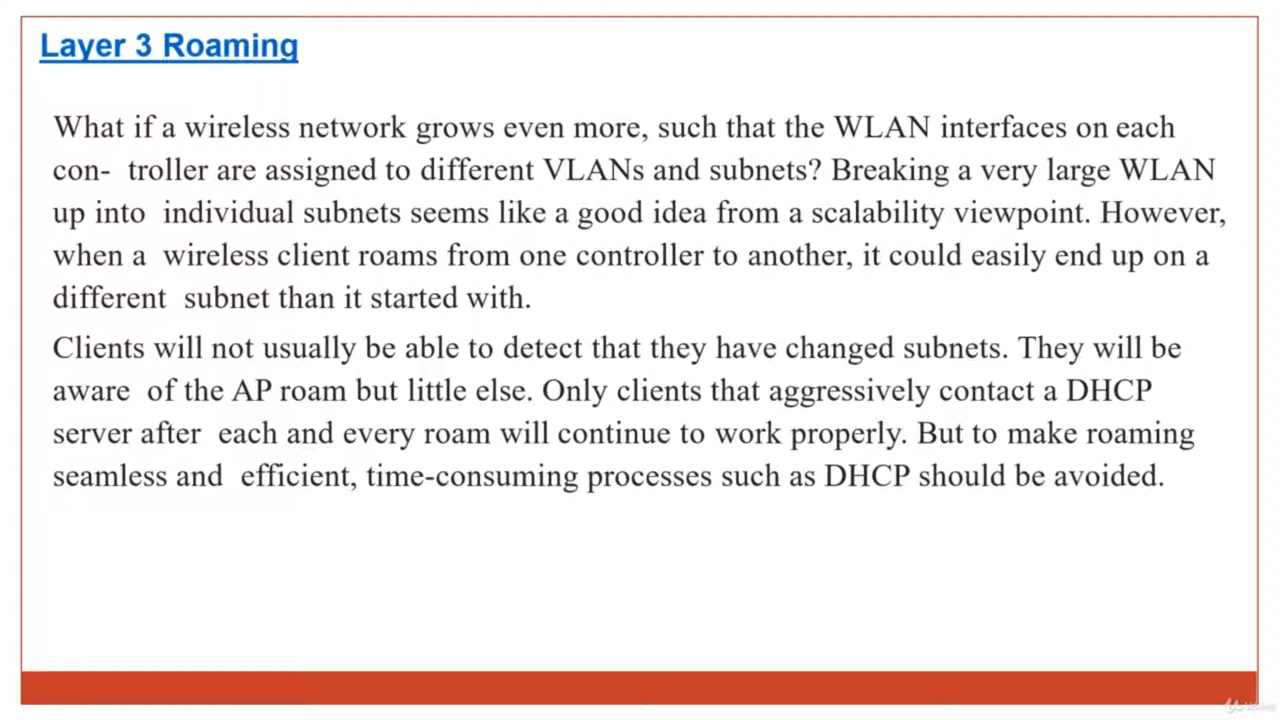 Layer 3 Roaming
What if a wireless network grows even more, such that the WLAN interfaces on each
con- troller are assigned to different VLANs and subnets? Breaking a very large WLAN
up into individual subnets seems like a good idea from a scalability viewpoint. However,
when a wireless client roams from one controller to another, it could easily end up on a
different subnet than it started with.
Clients will not usually be able to detect that they have changed subnets. They will be
aware of the AP roam but little else. Only clients that aggressively contact a DHCP
server after each and every roam will continue to work properly. But to make roaming
seamless and efficient, time-consuming processes such as DHCP should be avoided.